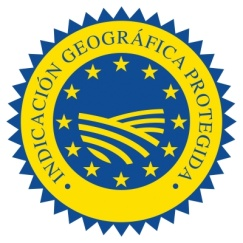 · INDICACIÓN GEOGRÁFICA PROTEGIDA ·